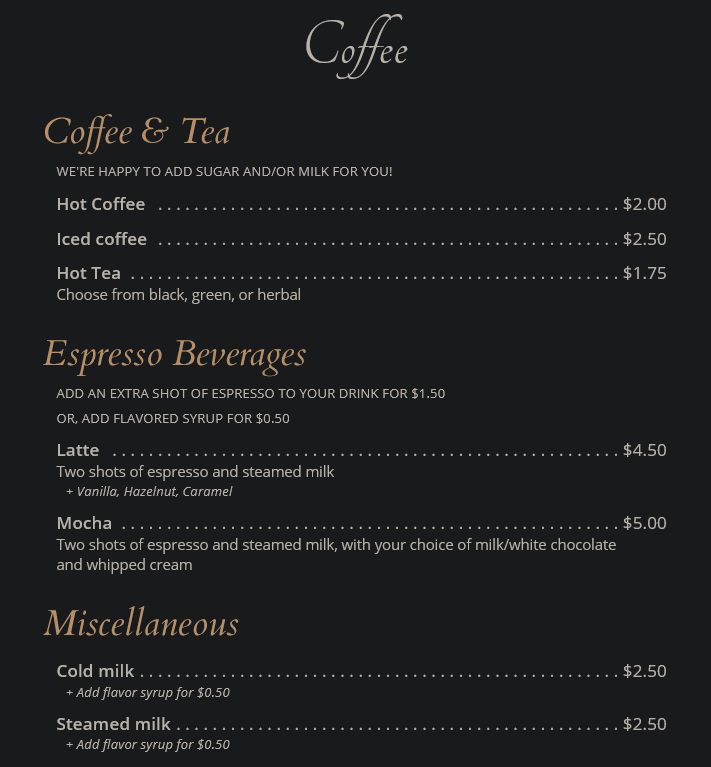 Coffee
Coffee & Tea
WE'RE HAPPY TO ADD SUGAR AND/OR MILK FOR YOU!
Hot Coffee . . . . . . . . . . . . . . . . . . . . . . . . . . . . . . . . . . . . . . . . . . . . . . . . . . . $2.00
Iced coffee . . . . . . . . . . . . . . . . . . . . . . . . . . . . . . . . . . . . . . . . . . . . . . . . . . . $2.50
Hot Tea . . . . . . . . . . . . . . . . . . . . . . . . . . . . . . . . . . . . . . . . . . . . . . . . . . . . . . $1.75
Choose from black, green, or herbal
Espresso Beverages
ADD AN EXTRA SHOT OF ESPRESSO TO YOUR DRINK FOR $1.50
OR, ADD FLAVORED SYRUP FOR $0.50
Latte . . . . . . . . . . . . . . . . . . . . . . . . . . . . . . . . . . . . . . . . . . . . . . . . . . . . . . . . $4.50
Two shots of espresso and steamed milk
+ Vanilla, Hazelnut, Caramel
Mocha . . . . . . . . . . . . . . . . . . . . . . . . . . . . . . . . . . . . . . . . . . . . . . . . . . . . . . . $5.00
Two shots of espresso and steamed milk, with your choice of milk/white chocolate
and whipped cream
Miscellaneous
Cold milk . . . . . . . . . . . . . . . . . . . . . . . . . . . . . . . . . . . . . . . . . . . . . . . . . . . . . $2.50
+ Add flavor syrup for $0.50
Steamed milk . . . . . . . . . . . . . . . . . . . . . . . . . . . . . . . . . . . . . . . . . . . . . . . . . $2.50
+ Add flavor syrup for $0.50